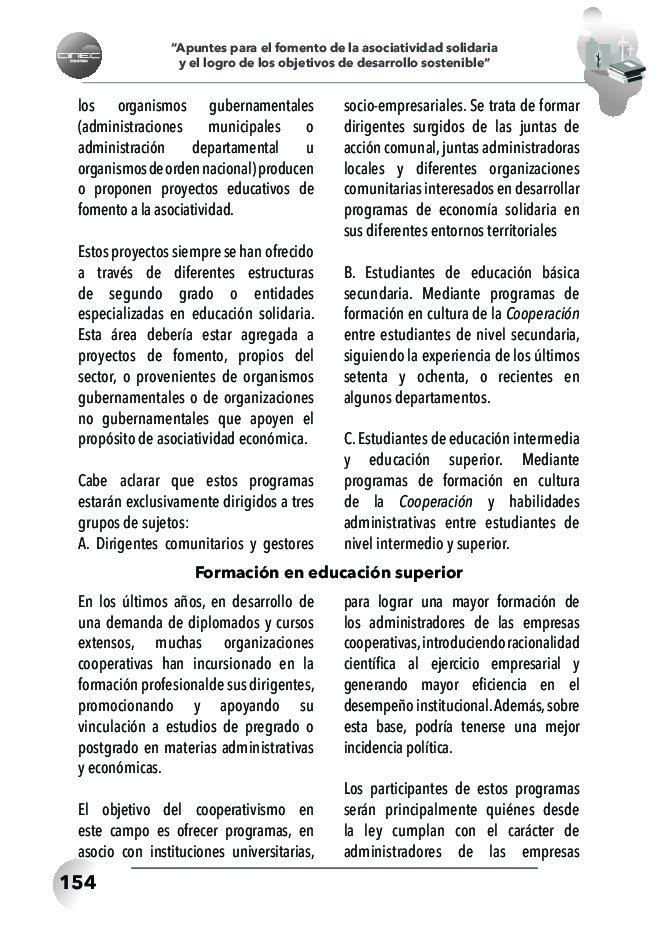 CINEC
"Apuntes para el fomento de la asociatividad solidaria
y el logro de los objetivos de desarrollo sostenible"
los organismos gubernamentales
(administraciones municipales o
administración departamental u
organismos de orden nacional) producen
o proponen proyectos educativos de
fomento a la asociatividad.
Estos proyectos siempre se han ofrecido
a través de diferentes estructuras
de segundo grado o entidades
especializadas en educación solidaria.
Esta área debería estar agregada a
proyectos de fomento, propios del
sector, o provenientes de organismos
gubernamentales o de organizaciones
no gubernamentales que apoyen el
propósito de asociatividad económica.
Cabe aclarar que estos programas
estarán exclusivamente dirigidos a tres
grupos de sujetos:
A. Dirigentes comunitarios y gestores
socio-empresariales. Se trata de formar
dirigentes surgidos de las juntas de
acción comunal, juntas administradoras
locales y diferentes organizaciones
comunitarias interesados en desarrollar
programas de economía solidaria en
sus diferentes entornos territoriales
B. Estudiantes de educación básica
secundaria. Mediante programas de
formación en cultura de la Cooperación
entre estudiantes de nivel secundaria,
siguiendo la experiencia de los últimos
setenta y ochenta, o recientes en
algunos departamentos.
C. Estudiantes de educación intermedia
y educación superior. Mediante
programas de formación en cultura
de la Cooperación y habilidades
administrativas entre estudiantes de
nivel intermedio y superior.
Formación en educación superior
En los últimos años, en desarrollo de
una demanda de diplomados y cursos
extensos, muchas organizaciones
cooperativas han incursionado en la
formación profesionalde sus dirigentes,
promocionando y apoyando su
vinculación a estudios de pregrado o
postgrado en materias administrativas
y económicas.
El objetivo del cooperativismo en
este campo es ofrecer programas, en
asocio con instituciones universitarias,
para lograr una mayor formación de
los administradores de las empresas
cooperativas, introduciendo racionalidad
científica al ejercicio empresarial y
generando mayor eficiencia en el
desempeño institucional. Además, sobre
esta base, podría tenerse una mejor
incidencia política.
Los participantes de estos programas
serán principalmente quiénes desde
la ley cumplan con el carácter de
administradores de las empresas
154